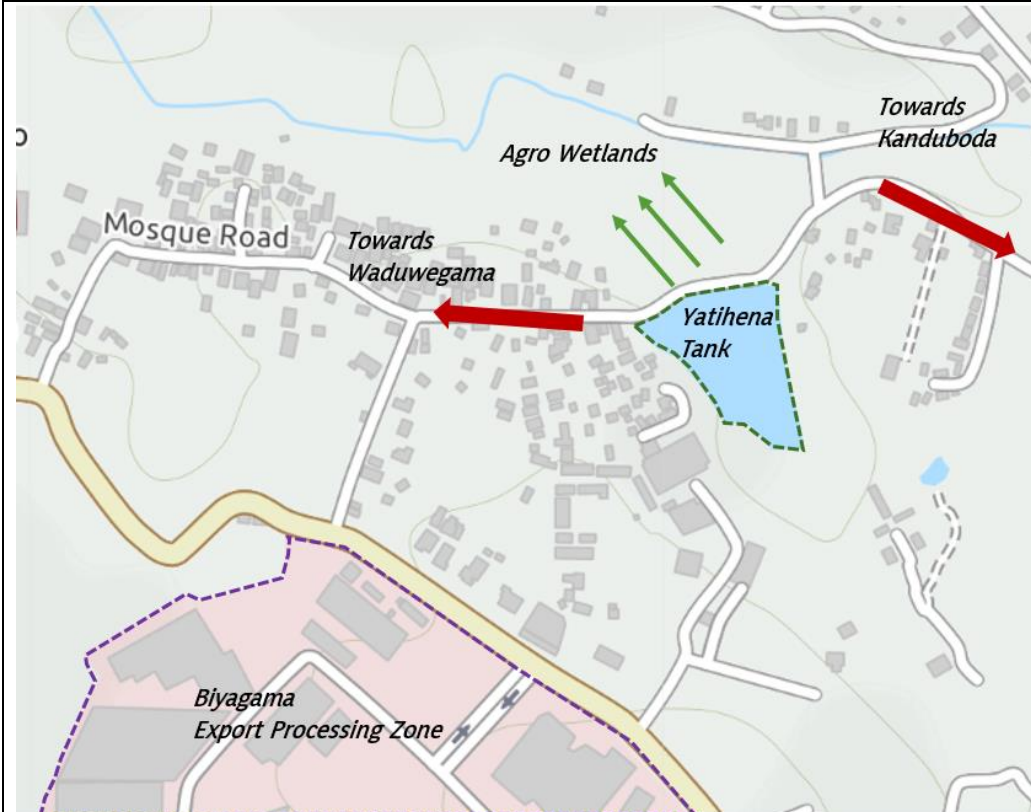 Towards
Kanduboda
Agro Wetlands
Mosque Road
Towards
Waduwegama
Yatihena
Tank
Biyagama
Export Processing Zone